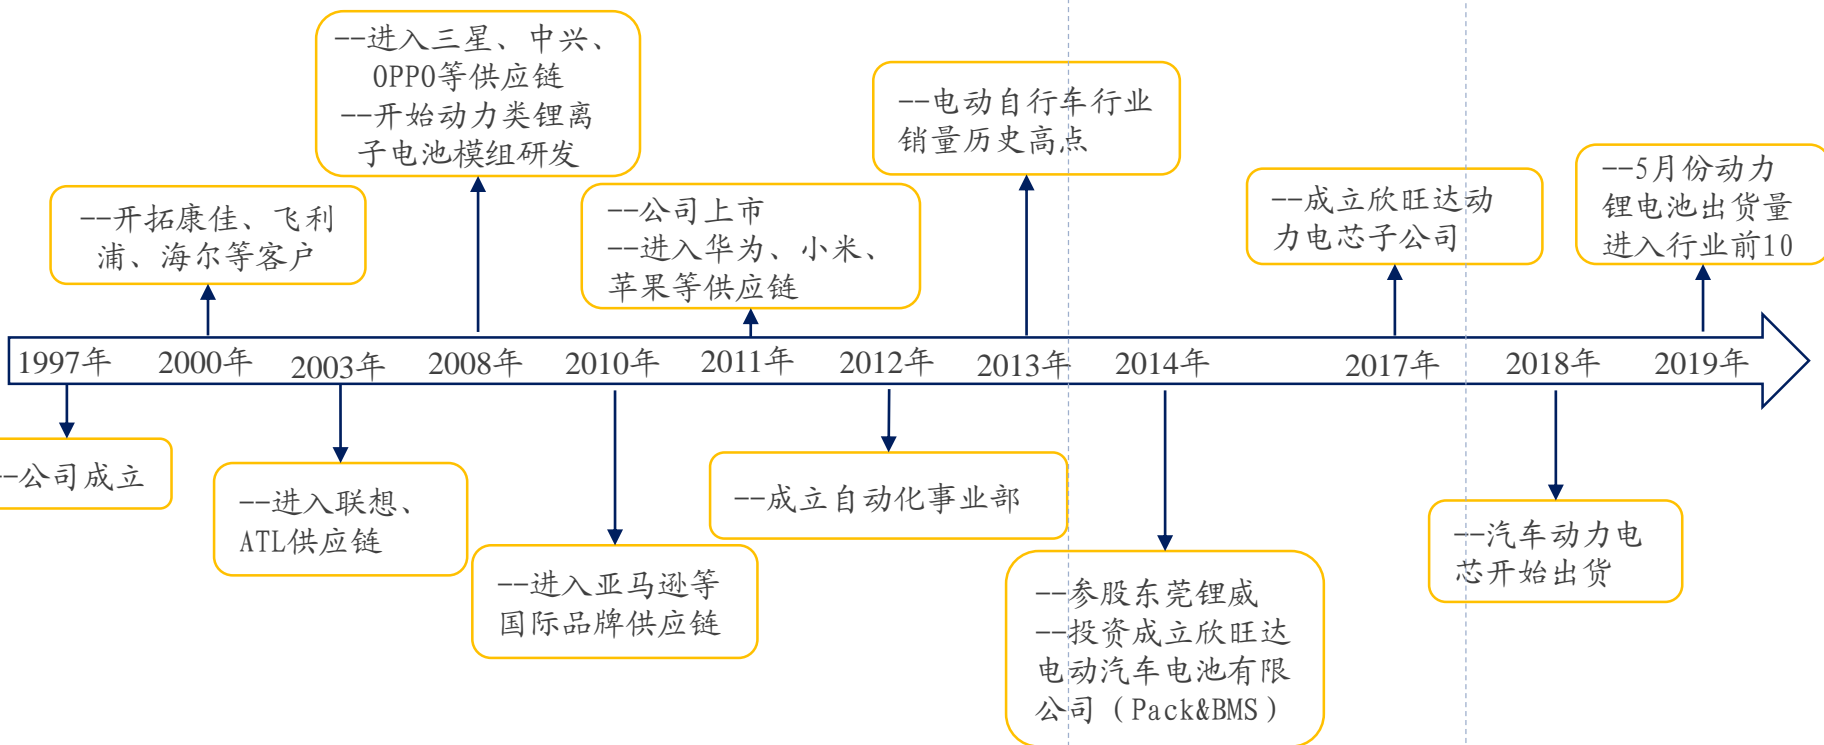 --进入三星、中兴、
OPPO等供应链
--开始动力类锂离
子电池模组研发
--电动自行车行业
销量历史高点
--5月份动力
锂电池出货量
进入行业前10
--开拓康佳、飞利
浦、海尔等客户
--公司上市
--进入华为、小米、
苹果等供应链
--成立欣旺达动
力电芯子公司
1997年
2000年
2003年
2008年
2010年
2011年
2012年
2013年
2014年
2017年
2018年
2019年
--公司成立
--进入联想、
ATL供应链
--进入亚马逊等
国际品牌供应链
--成立自动化事业部
--参股东莞锂威
--投资成立欣旺达
电动汽车电池有限
公司（Pack&BMS）
--汽车动力电
芯开始出货